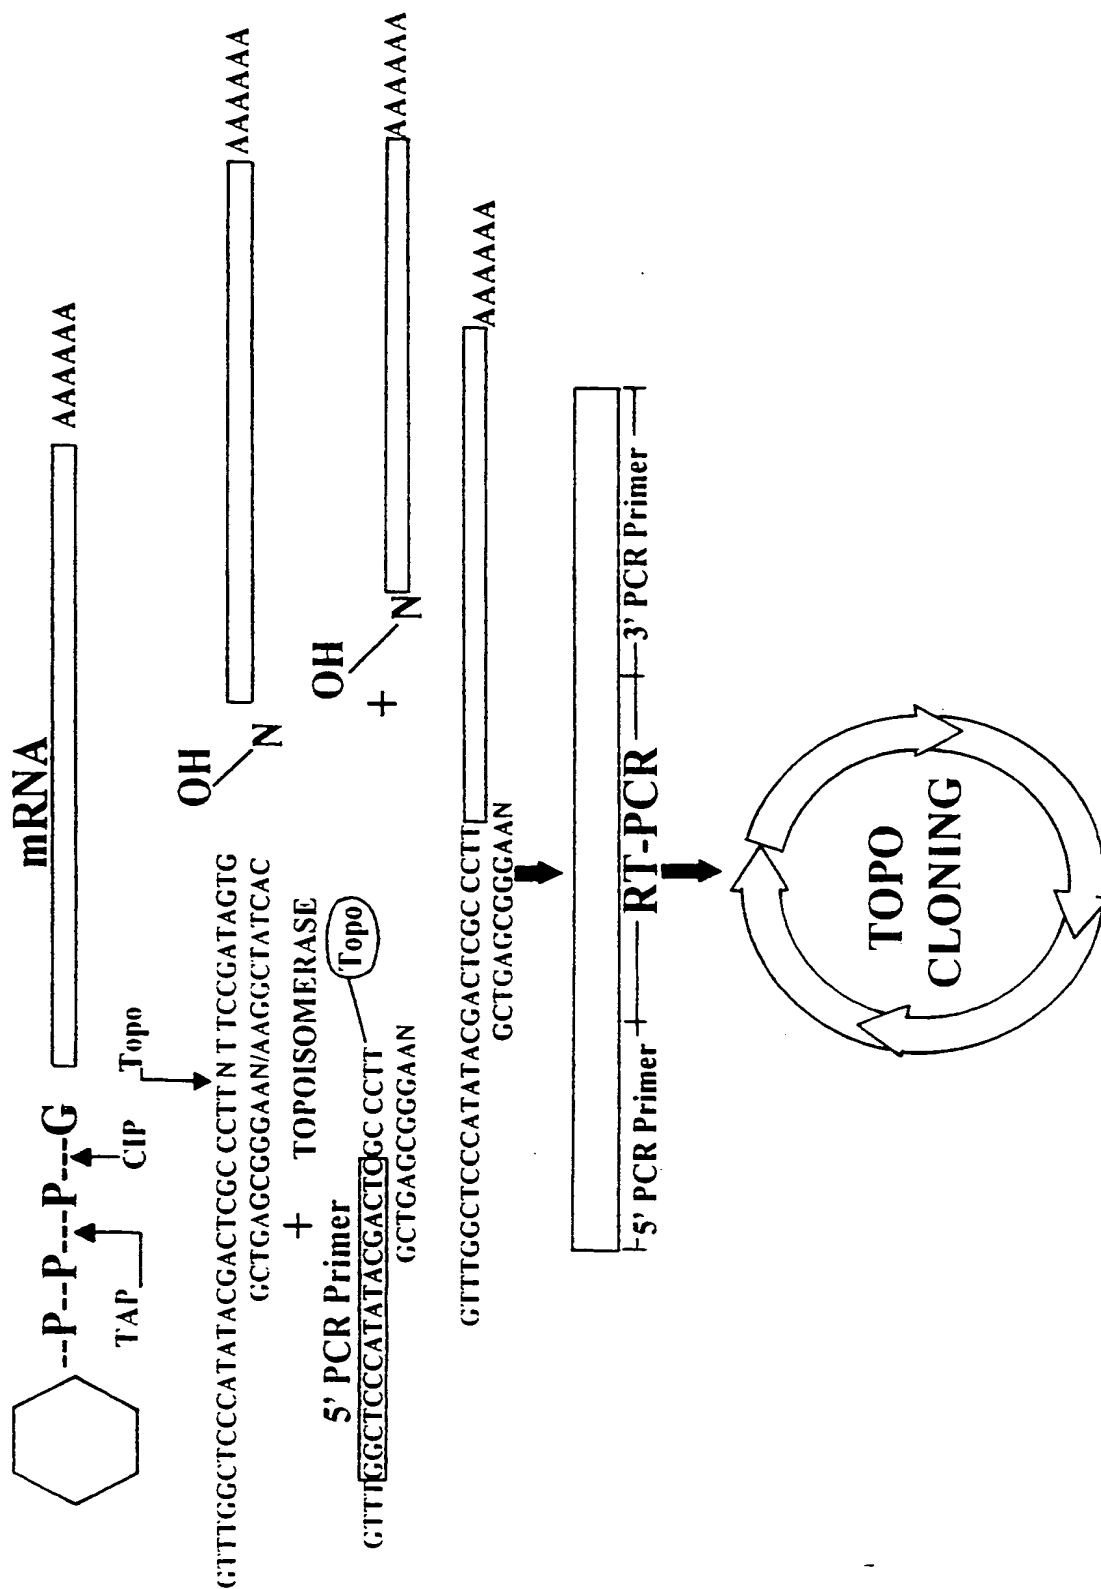 mRNA
--P--P----P---G
AAAAAA
TAP
CIP
Topo
OH
N
AAAAAA
GTTTGGCTCCCATATACGACTCGC CCTT N T TCCGATAGTG
GCTGAGCGGGAAN/AAGGCTATCAC
+ TOPOISOMERASE
5' PCR Primer
Topo
OH
N
AAAAAA
+
GTTTGGCTCCCATATACGACTCGC CCTT
GCTGAGCGGGAAN
GTTTGGCTCCCATATACGACTCGC CCTT
AAAAAA
GCTGAGCGGGAAN
5' PCR Primer
RT-PCR
3' PCR Primer
TOPO
CLONING